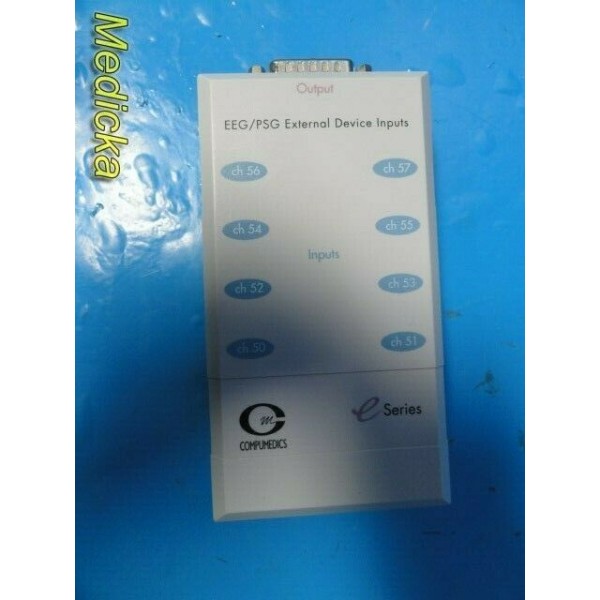 Medicka
Output
EEG/PSG External Device Inputs
ch 56
ch 57
ch 54
ch 55
Inputs
ch 52
ch 53
ch 50
ch 51
COMPUMEDICS
e Series